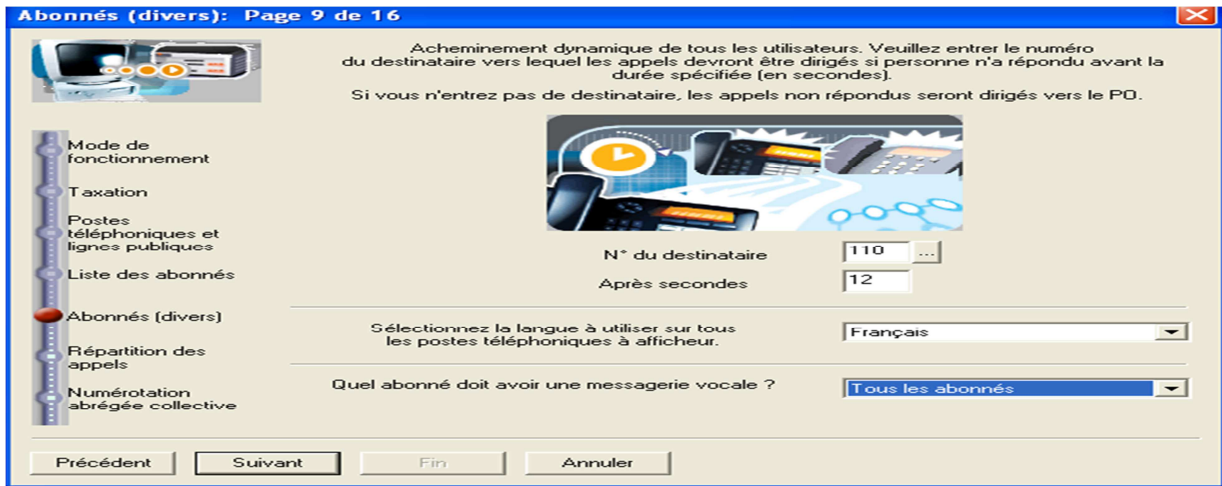 Abonnés (divers): Page 9 de 16
Acheminement dynamique de tous les utilisateurs. Veuillez entrer le numéro
du destinataire vers lequel les appels devront être dirigés si personne n'a répondu avant la
durée spécifiée (en secondes).
Si vous n'entrez pas de destinataire, les appels non répondus seront dirigés vers le PO.
Mode de
fonctionnement
Taxation
Postes
téléphoniques et
lignes publiques
Liste des abonnés
Abonnés (divers)
Répartition des
appels
Numérotation
abrégée collective
N° du destinataire
110
...
Après secondes
12
Sélectionnez la langue à utiliser sur tous
les postes téléphoniques à afficheur.
Français
Quel abonné doit avoir une messagerie vocale ?
Tous les abonnés
Précédent
Suivant
Fin
Annuler